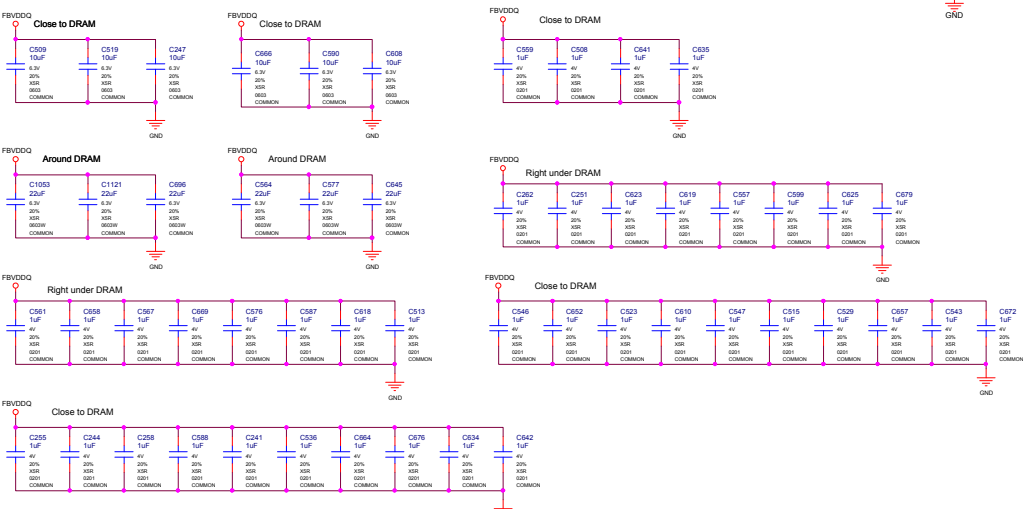 GND
FBVDDQ
Close to DRAM
C509
10uF
6.3V
20%
X5R
0603
COMMON
C519
10uF
6.3V
20%
X5R
0603
COMMON
C247
10uF
6.3V
20%
X5R
0603
COMMON
GND
FBVDDQ
Close to DRAM
C666
10uF
6.3V
20%
X5R
0603
COMMON
C590
10uF
6.3V
20%
X5R
0603
COMMON
C608
10uF
6.3V
20%
X5R
0603
COMMON
GND
FBVDDQ
Close to DRAM
C559
1uF
4V
20%
X5R
0201
COMMON
C508
1uF
4V
20%
X5R
0201
COMMON
C641
1uF
4V
20%
X5R
0201
COMMON
C635
1uF
4V
20%
X5R
0201
COMMON
GND
FBVDDQ
Around DRAM
C1053
22uF
6.3V
20%
X5R
0603W
COMMON
C1121
22uF
6.3V
20%
X5R
0603W
COMMON
C696
22uF
6.3V
20%
X5R
0603W
COMMON
GND
FBVDDQ
Around DRAM
C564
22uF
6.3V
20%
X5R
0603W
COMMON
C577
22uF
6.3V
20%
X5R
0603W
COMMON
C645
22uF
6.3V
20%
X5R
0603W
COMMON
GND
FBVDDQ
Right under DRAM
C262
1uF
4V
20%
X5R
0201
COMMON
C251
1uF
4V
20%
X5R
0201
COMMON
C623
1uF
4V
20%
X5R
0201
COMMON
C619
1uF
4V
20%
X5R
0201
COMMON
C557
1uF
4V
20%
X5R
0201
COMMON
C599
1uF
4V
20%
X5R
0201
COMMON
C625
1uF
4V
20%
X5R
0201
COMMON
C679
1uF
4V
20%
X5R
0201
COMMON
GND
FBVDDQ
Right under DRAM
C561
1uF
4V
20%
X5R
0201
COMMON
C658
1uF
4V
20%
X5R
0201
COMMON
C567
1uF
4V
20%
X5R
0201
COMMON
C669
1uF
4V
20%
X5R
0201
COMMON
C576
1uF
4V
20%
X5R
0201
COMMON
C587
1uF
4V
20%
X5R
0201
COMMON
C618
1uF
4V
20%
X5R
0201
COMMON
C513
1uF
4V
20%
X5R
0201
COMMON
GND
FBVDDQ
Close to DRAM
C546
1uF
4V
20%
X5R
0201
COMMON
C652
1uF
4V
20%
X5R
0201
COMMON
C523
1uF
4V
20%
X5R
0201
COMMON
C610
1uF
4V
20%
X5R
0201
COMMON
C547
1uF
4V
20%
X5R
0201
COMMON
C515
1uF
4V
20%
X5R
0201
COMMON
C529
1uF
4V
20%
X5R
0201
COMMON
C657
1uF
4V
20%
X5R
0201
COMMON
C543
1uF
4V
20%
X5R
0201
COMMON
C672
1uF
4V
20%
X5R
0201
COMMON
GND
FBVDDQ
Close to DRAM
C255
1uF
4V
20%
X5R
0201
COMMON
C244
1uF
4V
20%
X5R
0201
COMMON
C258
1uF
4V
20%
X5R
0201
COMMON
C588
1uF
4V
20%
X5R
0201
COMMON
C241
1uF
4V
20%
X5R
0201
COMMON
C536
1uF
4V
20%
X5R
0201
COMMON
C664
1uF
4V
20%
X5R
0201
COMMON
C676
1uF
4V
20%
X5R
0201
COMMON
C634
1uF
4V
20%
X5R
0201
COMMON
C642
1uF
4V
20%
X5R
0201
COMMON